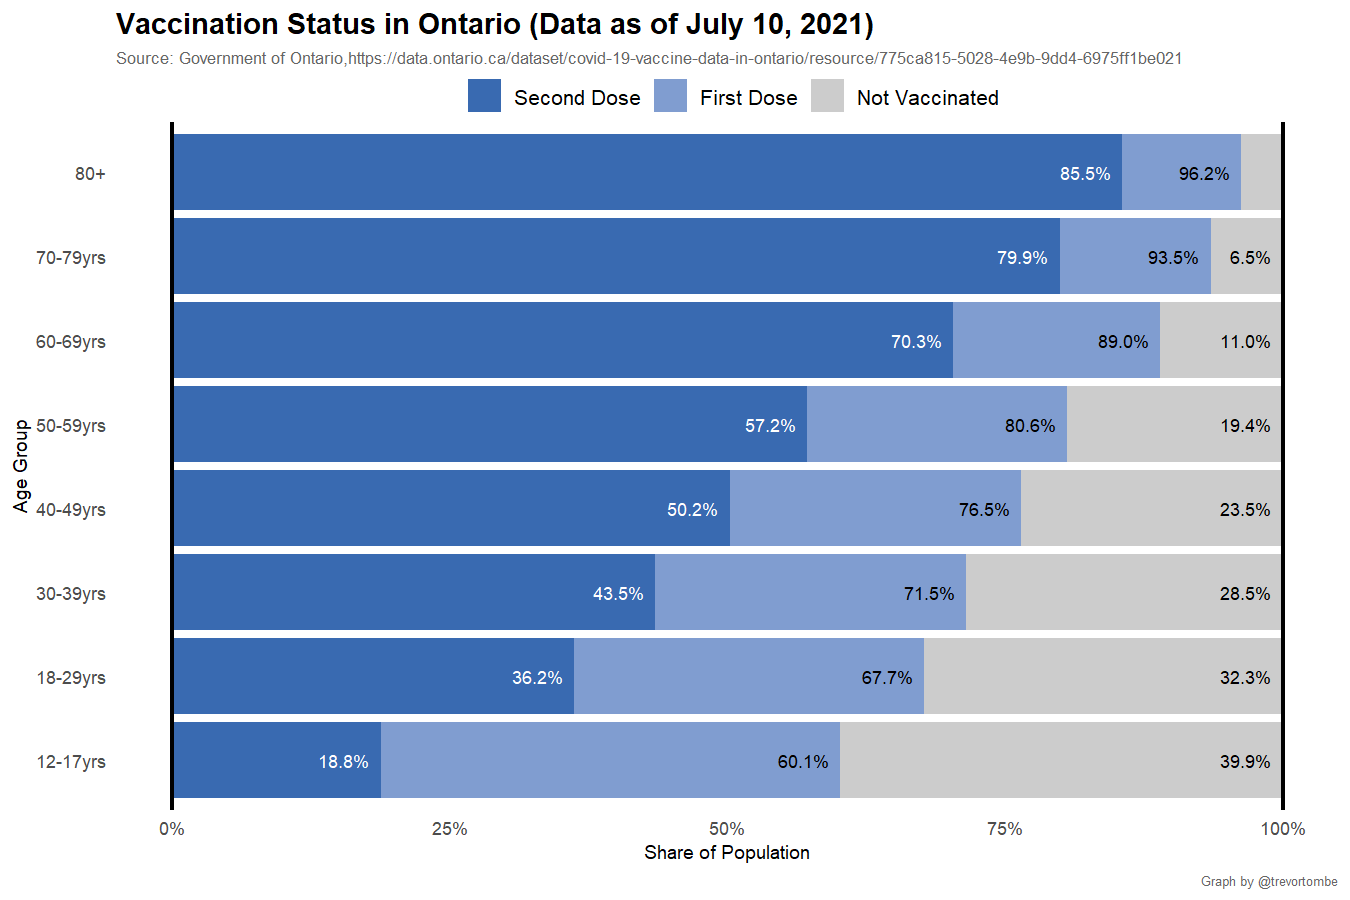 Vaccination Status in Ontario (Data as of July 10, 2021)
Source: Government of Ontario,https://data.ontario.ca/dataset/covid-19-vaccine-data-in-ontario/resource/775ca815-5028-4e9b-9dd4-6975ff1be021
Second Dose First Dose Not Vaccinated
80+ 85.5% 96.2%
70-79yrs 79.9% 93.5% 6.5%
60-69yrs 70.3% 89.0% 11.0%
50-59yrs 57.2% 80.6% 19.4%
Age Group
40-49yrs 50.2% 76.5% 23.5%
30-39yrs 43.5% 71.5% 28.5%
18-29yrs 36.2% 67.7% 32.3%
12-17yrs 18.8% 60.1% 39.9%
0% 25% 50% 75% 100%
Share of Population
Graph by @trevortombe